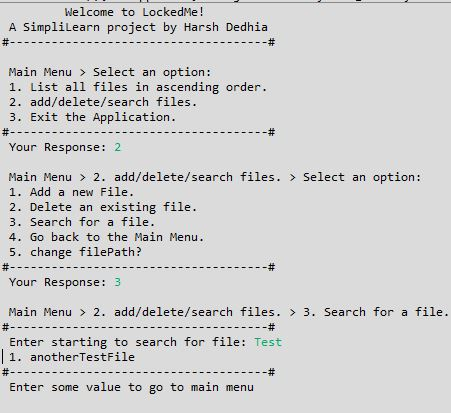 Welcome to LockedMe!
A SimpliLearn project by Harsh Dedhia
#-----------------------------------#
Main Menu > Select an option:
1. List all files in ascending order.
2. add/delete/search files.
3. Exit the Application.
#-----------------------------------#
Your Response: 2
Main Menu > 2. add/delete/search files. > Select an option:
1. Add a new File.
2. Delete an existing file.
3. Search for a file.
4. Go back to the Main Menu.
5. change filePath?
#-----------------------------------#
Your Response: 3
Main Menu > 2. add/delete/search files. > 3. Search for a file.
#-----------------------------------#
Enter starting to search for file: Test
1. anotherTestFile
#-----------------------------------#
Enter some value to go to main menu